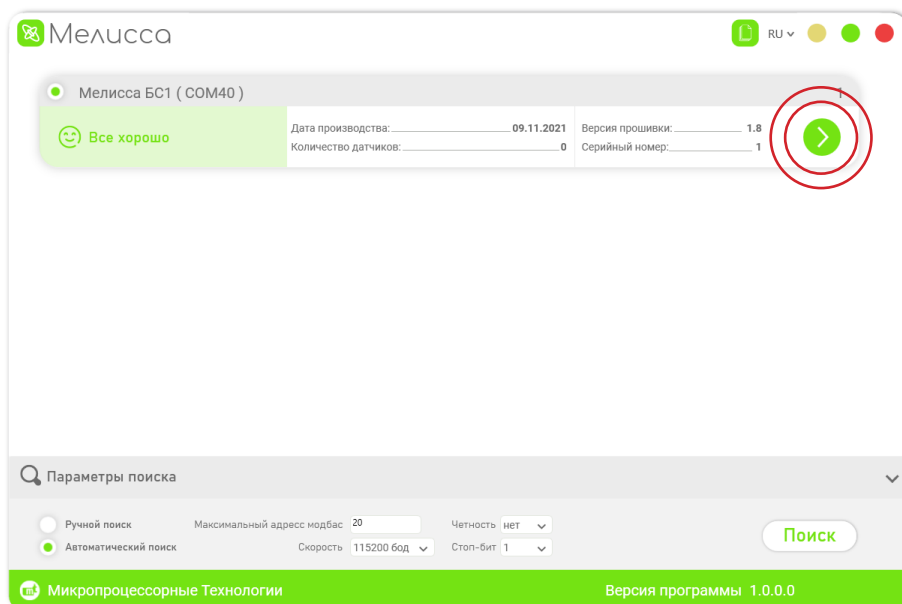 Мелисса
RU
Мелисса БС1 ( COM40 )
1
Все хорошо
Дата производства: 09.11.2021
Количество датчиков: 0
Версия прошивки: 1.8
Серийный номер: 1
Параметры поиска
Ручной поиск
Автоматический поиск
Максимальный адресс модбас 20
Скорость 115200 бод
Четность нет
Стоп-бит 1
Поиск
Микропроцессорные Технологии
Версия программы 1.0.0.0